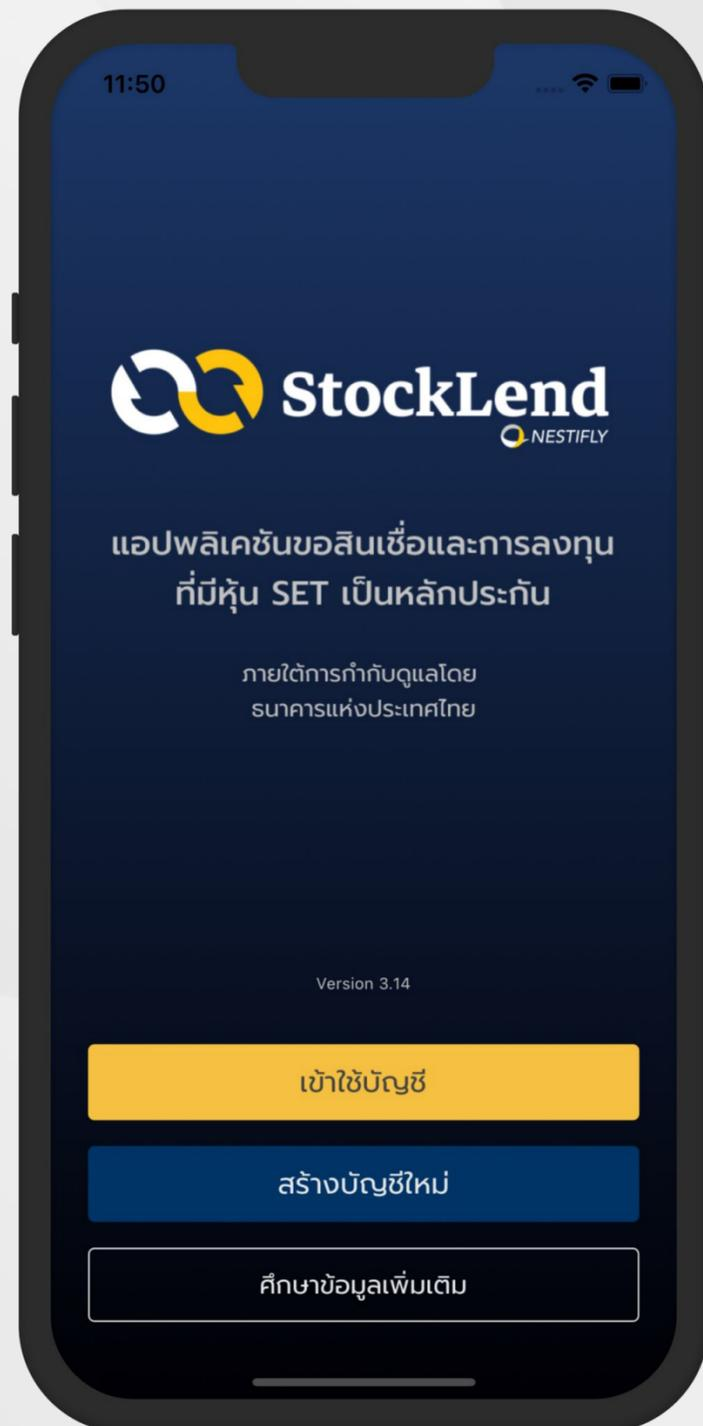 11:50
StockLend
NESTIFLY
แอปพลิเคชันขอสินเชื่อและการลงทุน
ที่มีหุ้น SET เป็นหลักประกัน
ภายใต้การกำกับดูแลโดย
ธนาคารแห่งประเทศไทย
Version 3.14
เข้าใช้บัญชี
สร้างบัญชีใหม่
ศึกษาข้อมูลเพิ่มเติม